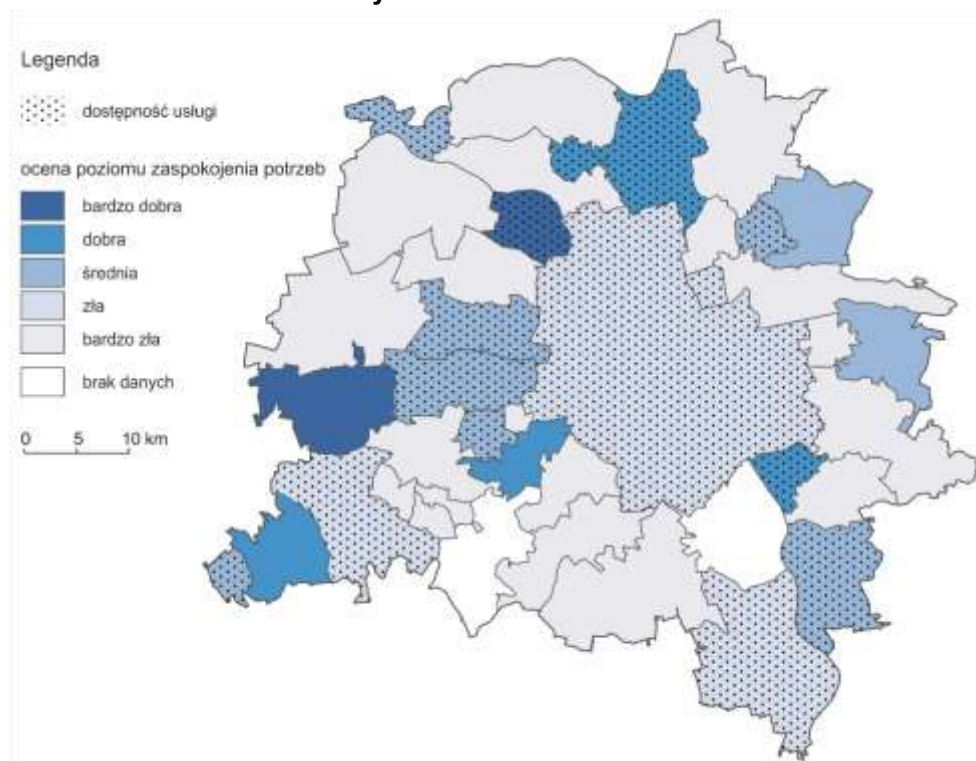 Legenda
dostępność usługi
ocena poziomu zaspokojenia potrzeb
bardzo dobra
dobra
średnia
zła
bardzo zła
brak danych
0 5 10 km